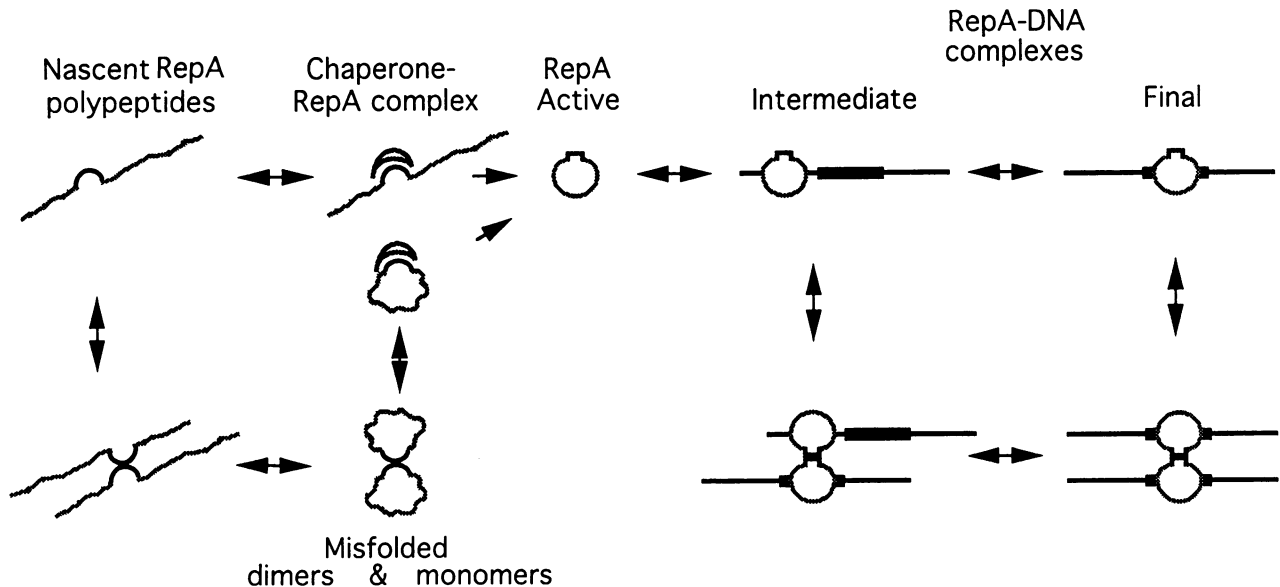 RepA-DNA
complexes
Nascent RepA
polypeptides
Chaperone-
RepA complex
RepA
Active
Intermediate
Final
Misfolded
dimers & monomers